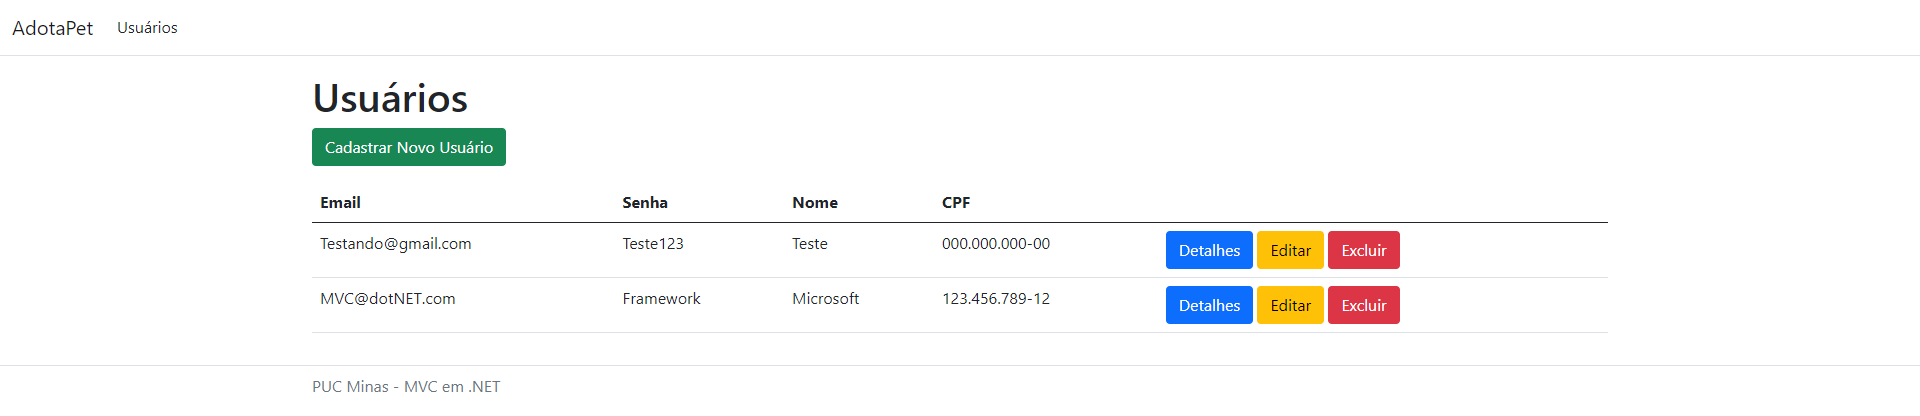 AdotaPet Usuários
Usuários
Cadastrar Novo Usuário
Email Senha Nome CPF
Testando@gmail.com Teste123 Teste 000.000.000-00 Detalhes Editar Excluir
MVC@dotNET.com Framework Microsoft 123.456.789-12 Detalhes Editar Excluir
PUC Minas - MVC em .NET